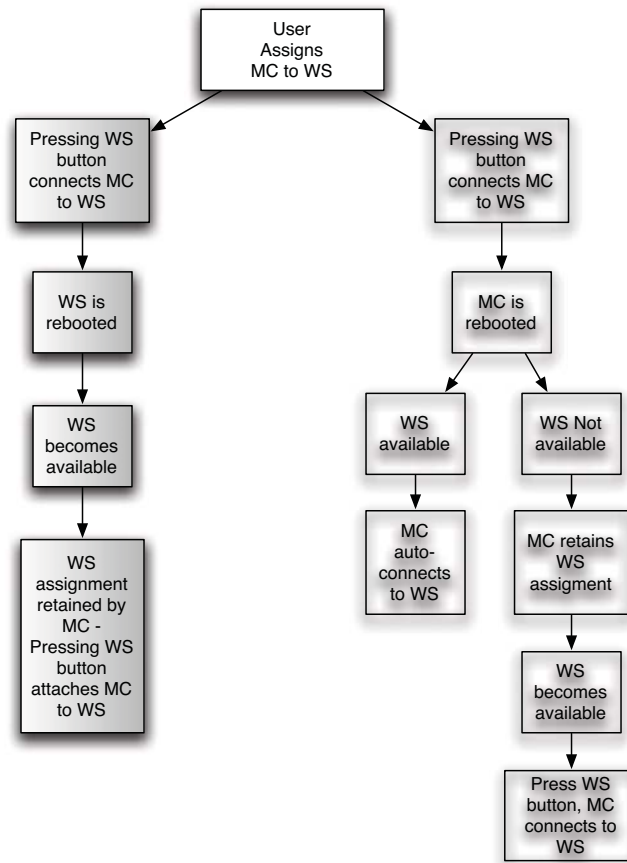 User
Assigns
MC to WS
Pressing WS
button
connects MC
to WS
WS is
rebooted
WS
becomes
available
WS
assignment
retained by
MC -
Pressing WS
button
attaches MC
to WS
Pressing WS
button
connects MC
to WS
MC is
rebooted
WS
available
MC
auto-
connects
to WS
WS Not
available
MC retains
WS
assigment
WS
becomes
available
Press WS
button, MC
connects to
WS